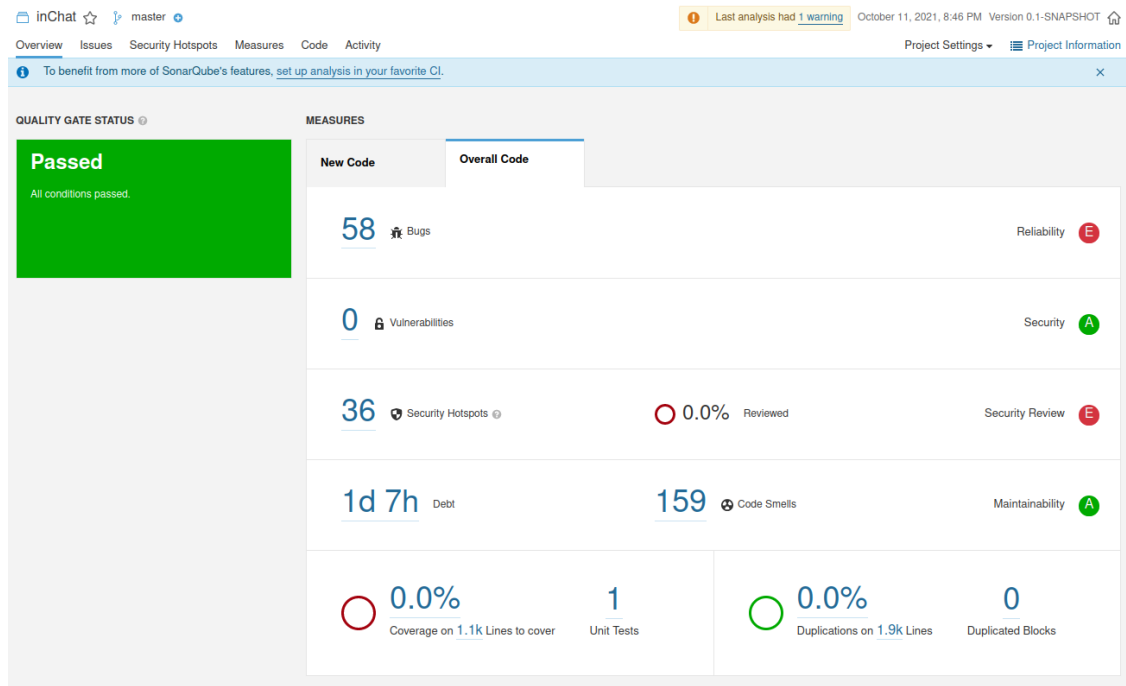 inChat master Last analysis had 1 warning October 11, 2021, 8:46 PM Version 0.1-SNAPSHOT
Overview Issues Security Hotspots Measures Code Activity Project Settings Project Information
To benefit from more of SonarQube's features, set up analysis in your favorite CI.
QUALITY GATE STATUS MEASURES
Passed
All conditions passed.
New Code Overall Code
58 Bugs Reliability E
0 Vulnerabilities Security A
36 Security Hotspots 0.0% Reviewed Security Review E
1d 7h Debt 159 Code Smells Maintainability A
0.0% 1 0.0% 0
Coverage on 1.1k Lines to cover Unit Tests Duplications on 1.9k Lines Duplicated Blocks